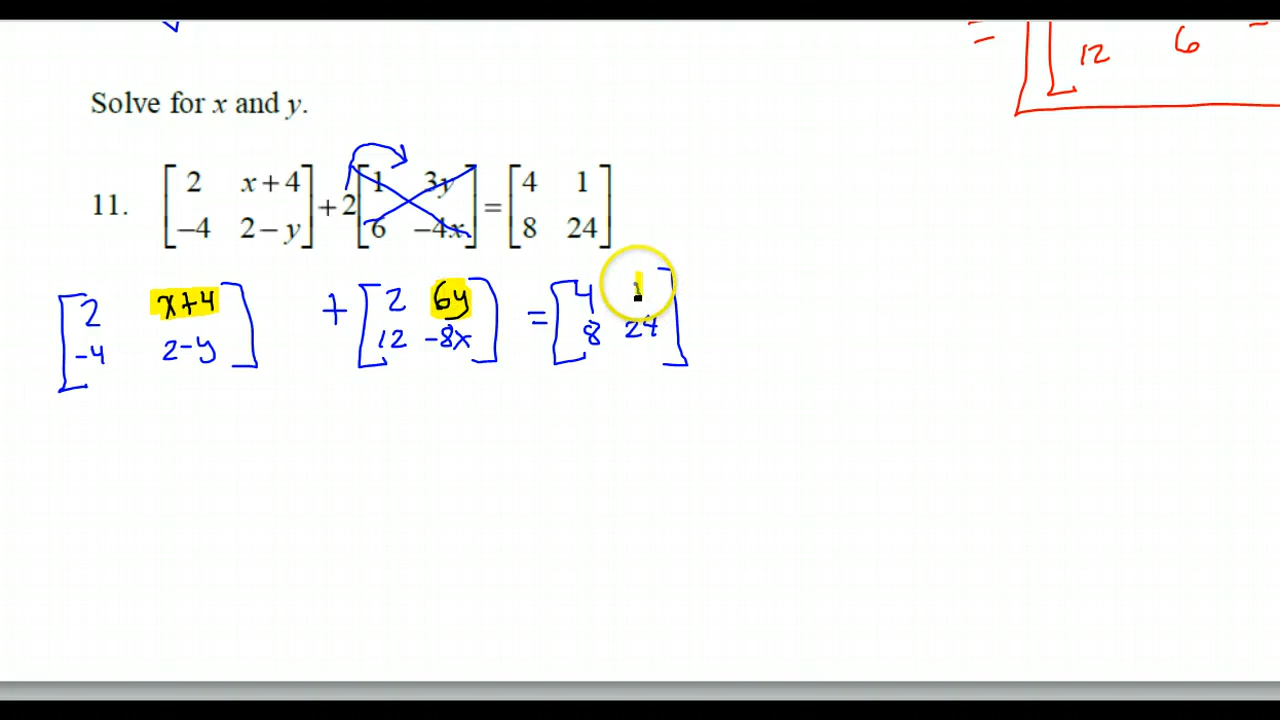 = [ 12 6
Solve for x and y.
11. [ 2 x+4 ; −4 2−y ] + 2 [ 1 3y ; 6 −4x ] = [ 4 1 ; 8 24 ]
[ 2 x+4 ; -4 2-y ] + [ 2 6y ; 12 -8x ] = [ 4 1 ; 8 24 ]